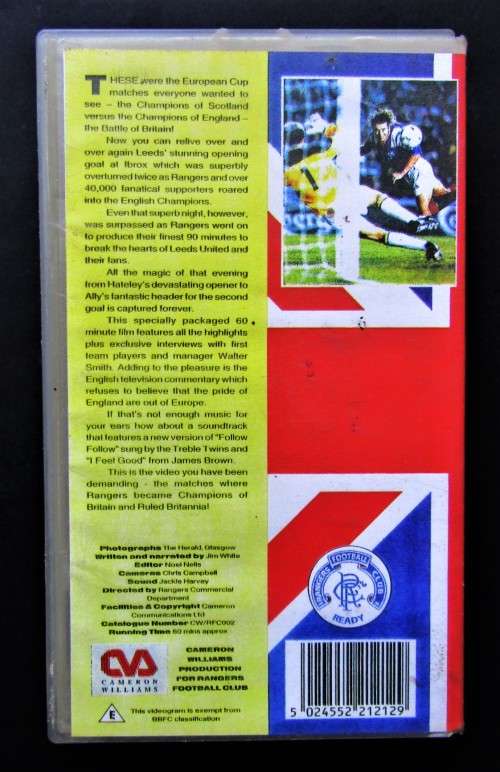 THESE were the European Cup
matches everyone wanted to
see – the Champions of Scotland
versus the Champions of England –
the Battle of Britain!
Now you can relive over and
over again Leeds' stunning opening
goal at Ibrox which was superbly
overturned twice as Rangers and over
40,000 fanatical supporters roared
into the English Champions.
Even that superb night, however,
was surpassed as Rangers went on
to produce their finest 90 minutes to
break the hearts of Leeds United and
their fans.
All the magic of that evening
from Hateley's devastating opener to
Ally's fantastic header for the second
goal is captured forever.
This specially packaged 60
minute film features all the highlights
plus exclusive interviews with first
team players and manager Walter
Smith. Adding to the pleasure is the
English television commentary which
refuses to believe that the pride of
England are out of Europe.
If that's not enough music for
your ears how about a soundtrack
that features a new version of "Follow
Follow" sung by the Treble Twins and
"I Feel Good" from James Brown.
This is the video you have been
demanding - the matches where
Rangers became Champions of
Britain and Ruled Britannia!
Photographs The Herald, Glasgow
Written and narrated by Jim White
Editor Noel Nelis
Cameras Chris Campbell
Sound Jackie Harvey
Directed by Rangers Commercial
Department
Facilities & Copyright Cameron
Communications Ltd
Catalogue Number CW/RFC002
Running Time 60 mins approx
CAMERON
WILLIAMS
CAMERON
WILLIAMS
PRODUCTION
FOR RANGERS
FOOTBALL CLUB
E
This videogram is exempt from
BBFC classification
1
RANGERS FOOTBALL CLUB
READY
5 024552 212129